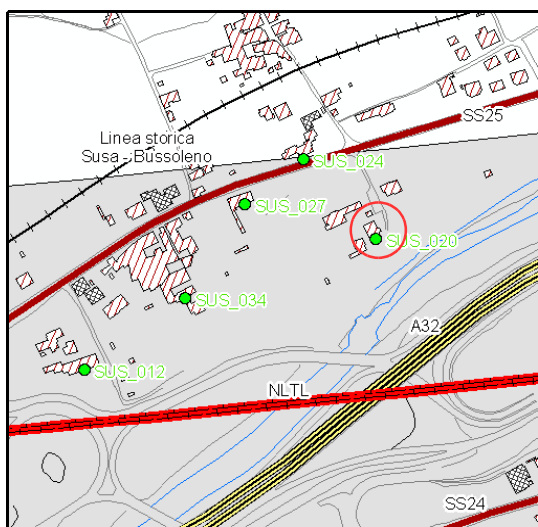 SS25
Linea storica
Susa - Bussoleno
SUS_024
SUS_027
SUS_020
SUS_034
A32
SUS_012
NLTL
SS24